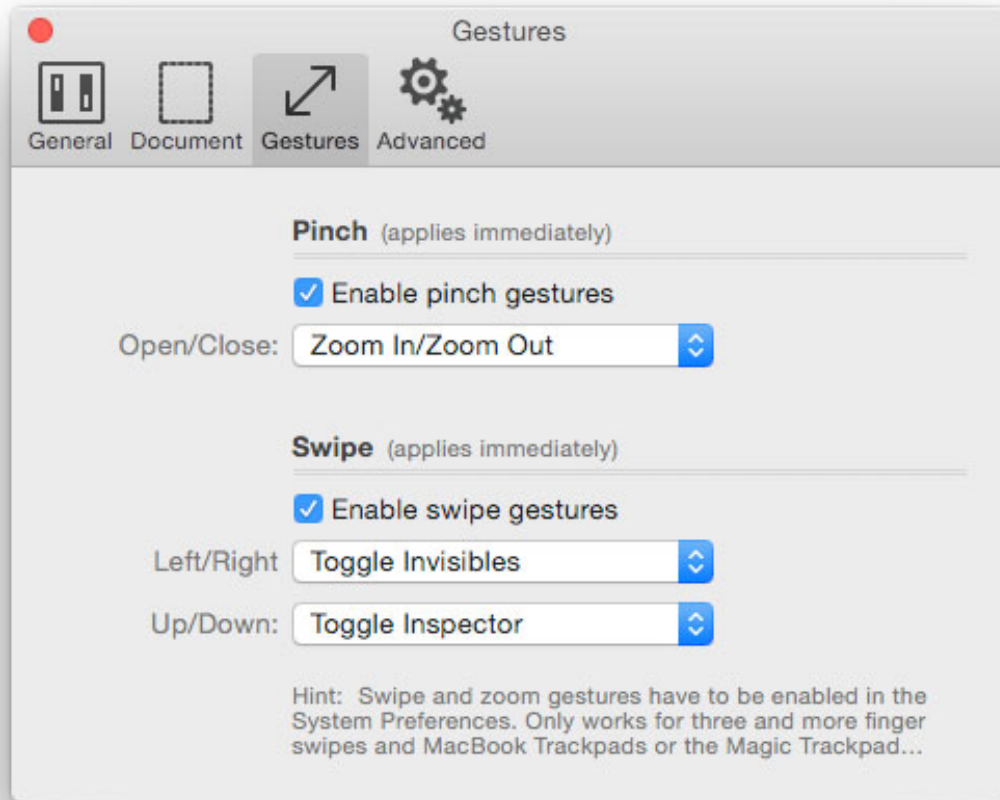 Gestures
General Document Gestures Advanced
Pinch (applies immediately)
Enable pinch gestures
Open/Close: Zoom In/Zoom Out
Swipe (applies immediately)
Enable swipe gestures
Left/Right Toggle Invisibles
Up/Down: Toggle Inspector
Hint: Swipe and zoom gestures have to be enabled in the
System Preferences. Only works for three and more finger
swipes and MacBook Trackpads or the Magic Trackpad...